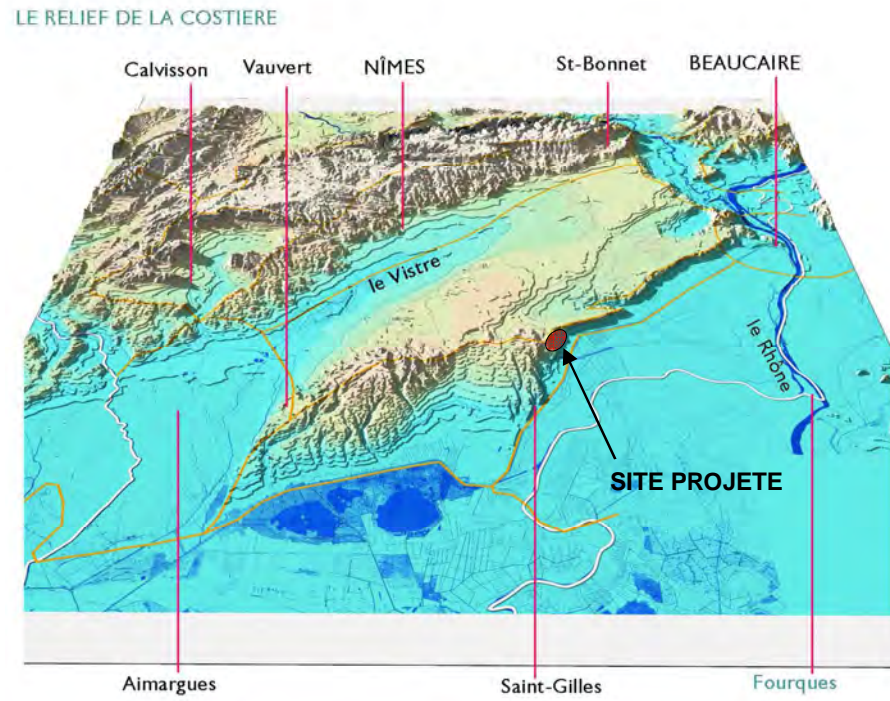 LE RELIEF DE LA COSTIERE
Calvisson
Vauvert
NÎMES
St-Bonnet
BEAUCAIRE
le Vistre
le Rhône
SITE PROJETE
Aimargues
Saint-Gilles
Fourques